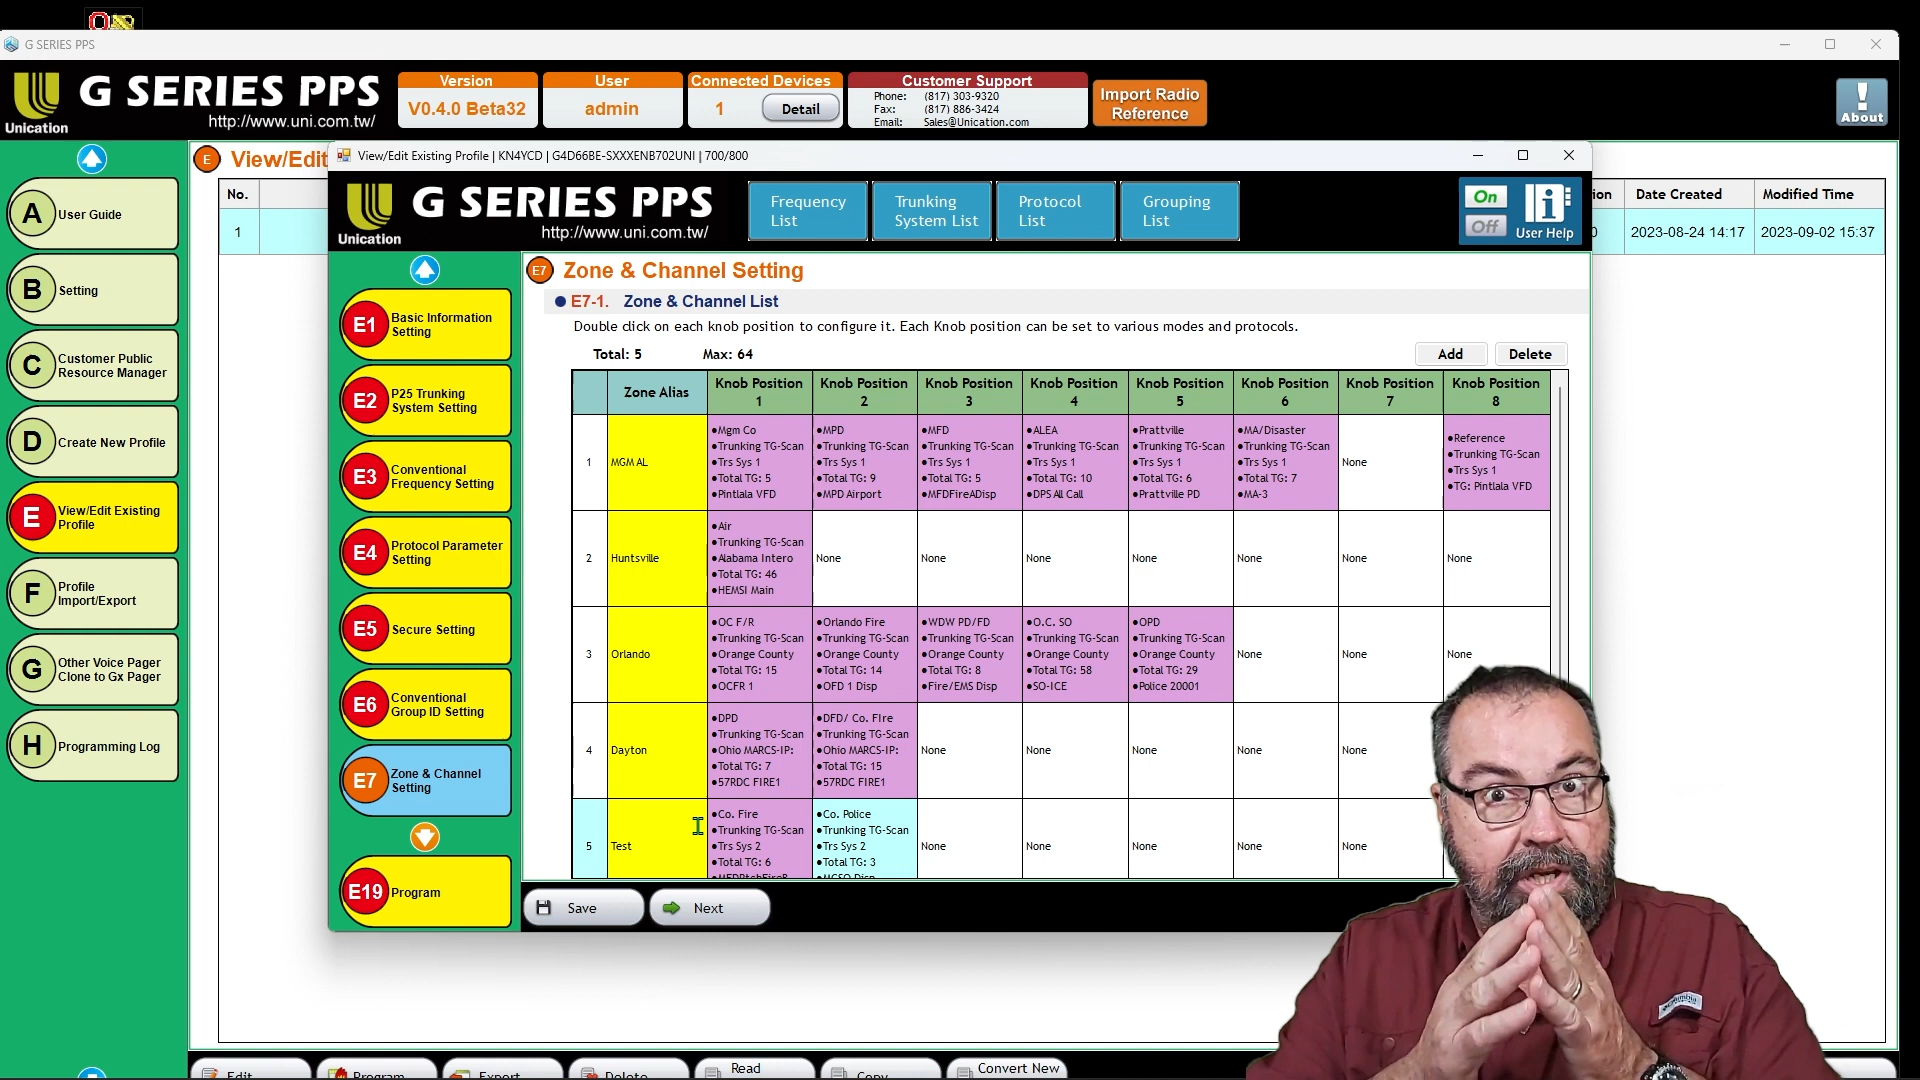 G SERIES PPS
Unication
G SERIES PPS
http://www.uni.com.tw/
Version
V0.4.0 Beta32
User
admin
Connected Devices
1
Detail
Customer Support
Phone: (817) 303-9320
Fax: (817) 886-3424
Email: Sales@Unication.com
Import Radio
Reference
About
A
User Guide
B
Setting
C
Customer Public
Resource Manager
D
Create New Profile
E
View/Edit Existing
Profile
F
Profile
Import/Export
G
Other Voice Pager
Clone to Gx Pager
H
Programming Log
E
View/Edit
No.
Date Created
Modified Time
1
2023-08-24 14:17
2023-09-02 15:37
View/Edit Existing Profile | KN4YCD | G4D66BE-SXXXENB702UNI | 700/800
Unication
G SERIES PPS
http://www.uni.com.tw/
Frequency
List
Trunking
System List
Protocol
List
Grouping
List
On
Off
User Help
E1
Basic Information
Setting
E2
P25 Trunking
System Setting
E3
Conventional
Frequency Setting
E4
Protocol Parameter
Setting
E5
Secure Setting
E6
Conventional
Group ID Setting
E7
Zone & Channel
Setting
E19
Program
E7
Zone & Channel Setting
E7-1. Zone & Channel List
Double click on each knob position to configure it. Each Knob position can be set to various modes and protocols.
Total: 5
Max: 64
Add
Delete
Zone Alias
Knob Position
1
Knob Position
2
Knob Position
3
Knob Position
4
Knob Position
5
Knob Position
6
Knob Position
7
Knob Position
8
1
MGM AL
●Mgm Co
●Trunking TG-Scan
●Trs Sys 1
●Total TG: 5
●Pintlala VFD
●MPD
●Trunking TG-Scan
●Trs Sys 1
●Total TG: 9
●MPD Airport
●MFD
●Trunking TG-Scan
●Trs Sys 1
●Total TG: 5
●MFDFireADisp
●ALEA
●Trunking TG-Scan
●Trs Sys 1
●Total TG: 10
●DPS All Call
●Prattville
●Trunking TG-Scan
●Trs Sys 1
●Total TG: 6
●Prattville PD
●MA/Disaster
●Trunking TG-Scan
●Trs Sys 1
●Total TG: 7
●MA-3
None
●Reference
●Trunking TG-Scan
●Trs Sys 1
●TG: Pintlala VFD
2
Huntsville
●Air
●Trunking TG-Scan
●Alabama Intero
●Total TG: 46
●HEMSI Main
None
None
None
None
None
None
None
3
Orlando
●OC F/R
●Trunking TG-Scan
●Orange County
●Total TG: 15
●OCFR 1
●Orlando Fire
●Trunking TG-Scan
●Orange County
●Total TG: 14
●OFD 1 Disp
●WDW PD/FD
●Trunking TG-Scan
●Orange County
●Total TG: 8
●Fire/EMS Disp
●O.C. SO
●Trunking TG-Scan
●Orange County
●Total TG: 58
●SO-ICE
●OPD
●Trunking TG-Scan
●Orange County
●Total TG: 29
●Police 20001
None
None
None
4
Dayton
●DPD
●Trunking TG-Scan
●Ohio MARCS-IP:
●Total TG: 7
●57RDC FIRE1
●DFD/ Co. FIre
●Trunking TG-Scan
●Ohio MARCS-IP:
●Total TG: 15
●57RDC FIRE1
None
None
None
None
None
5
Test
●Co. Fire
●Trunking TG-Scan
●Trs Sys 2
●Total TG: 6
●Co. Police
●Trunking TG-Scan
●Trs Sys 2
●Total TG: 3
None
None
None
None
None
Save
Next
Edit
Program
Export
Delete
Read
Copy
Convert New